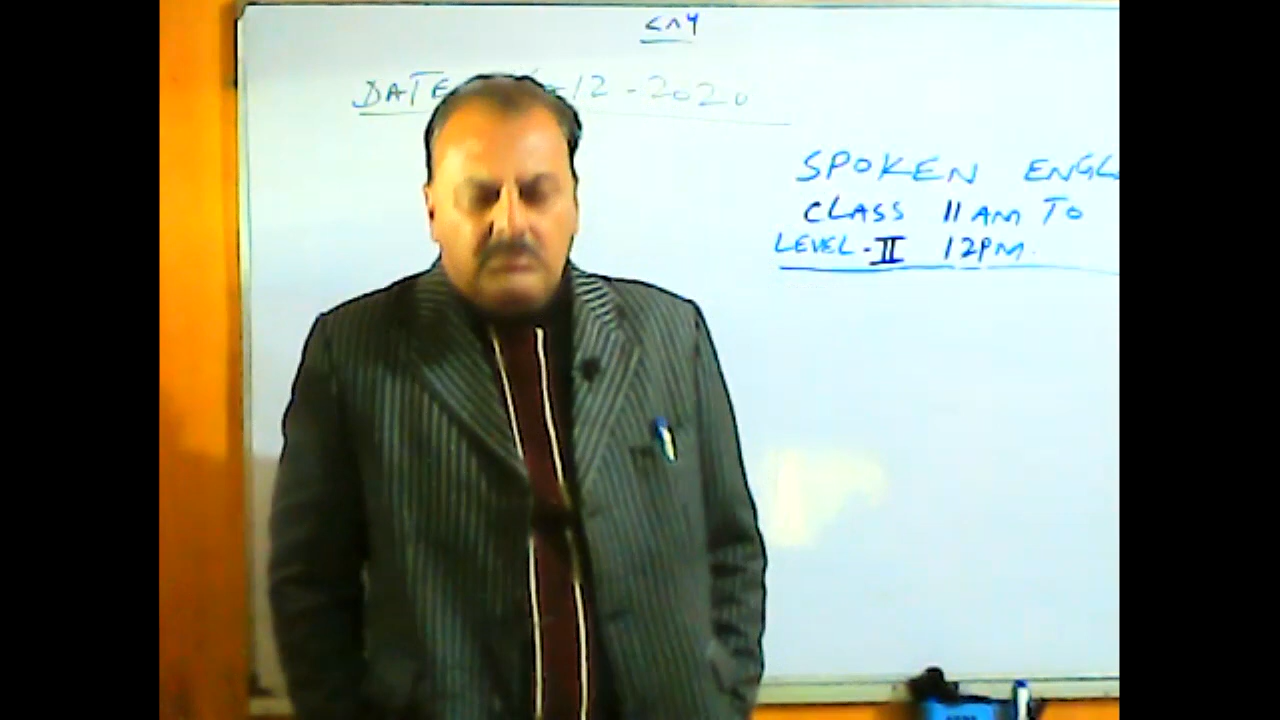 DATE -12-2020
SPOKEN ENGL
CLASS 11 AM TO
LEVEL-II 12PM.